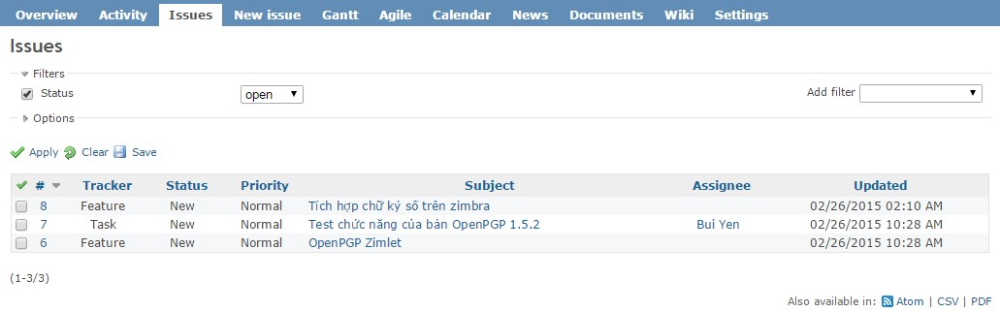 Overview Activity Issues New issue Gantt Agile Calendar News Documents Wiki Settings
Issues
Filters
Status open Add filter
Options
Apply Clear Save
# Tracker Status Priority Subject Assignee Updated
8 Feature New Normal Tích hợp chữ ký số trên zimbra 02/26/2015 02:10 AM
7 Task New Normal Test chức năng của bản OpenPGP 1.5.2 Bui Yen 02/26/2015 10:28 AM
6 Feature New Normal OpenPGP Zimlet 02/26/2015 10:28 AM
(1-3/3)
Also available in: Atom | CSV | PDF